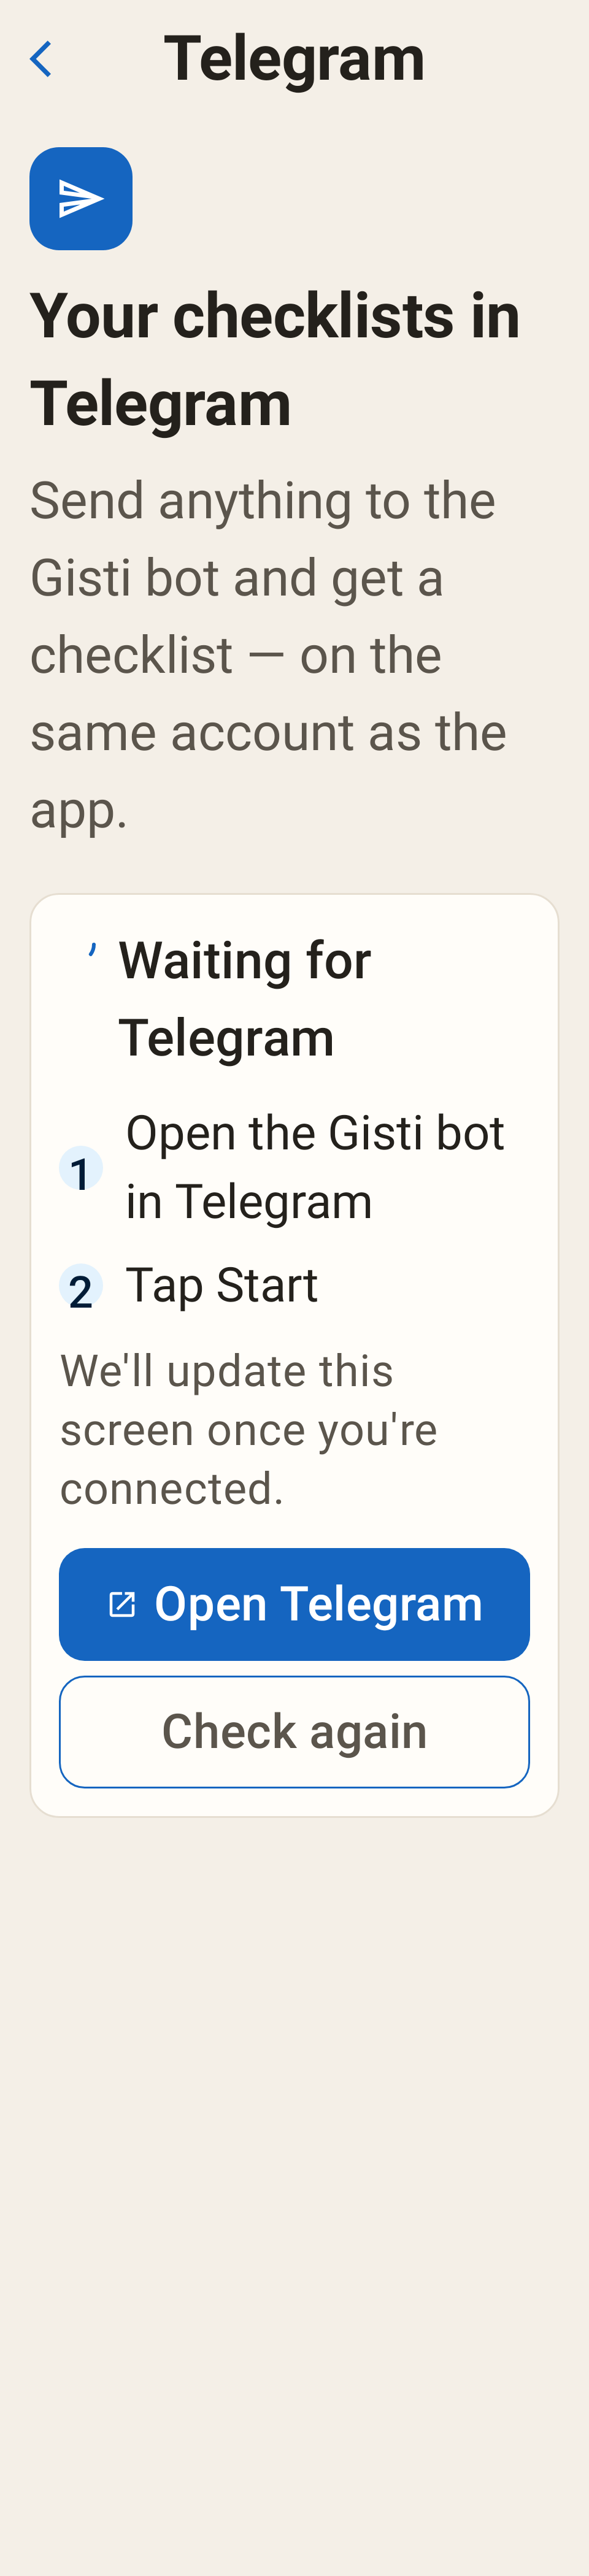 Telegram
Your checklists in
Telegram
Send anything to the
Gisti bot and get a
checklist — on the
same account as the
app.
Waiting for
Telegram
1 Open the Gisti bot
in Telegram
2 Tap Start
We'll update this
screen once you're
connected.
Open Telegram
Check again